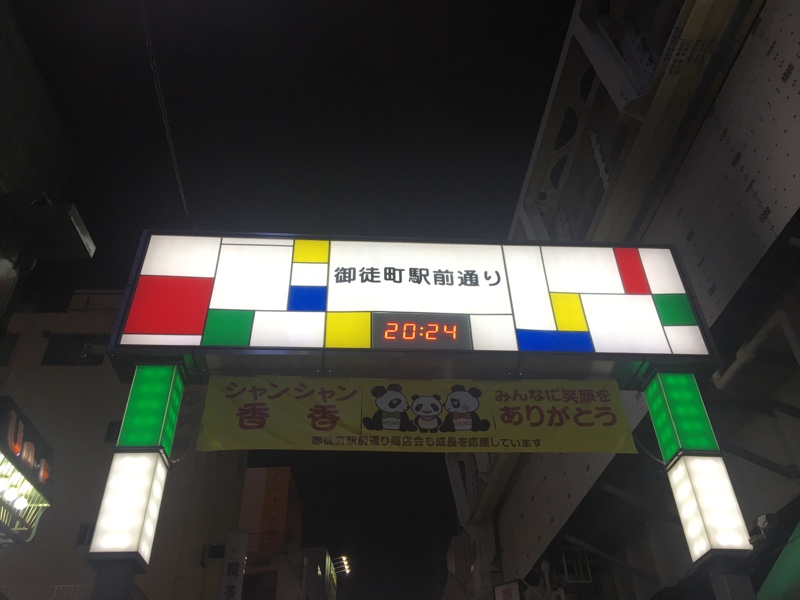 御徒町駅前通り
20:24
シャンシャン
香香
みんなに笑顔を
ありがとう
御徒町駅前通り商店会も成長を応援しています